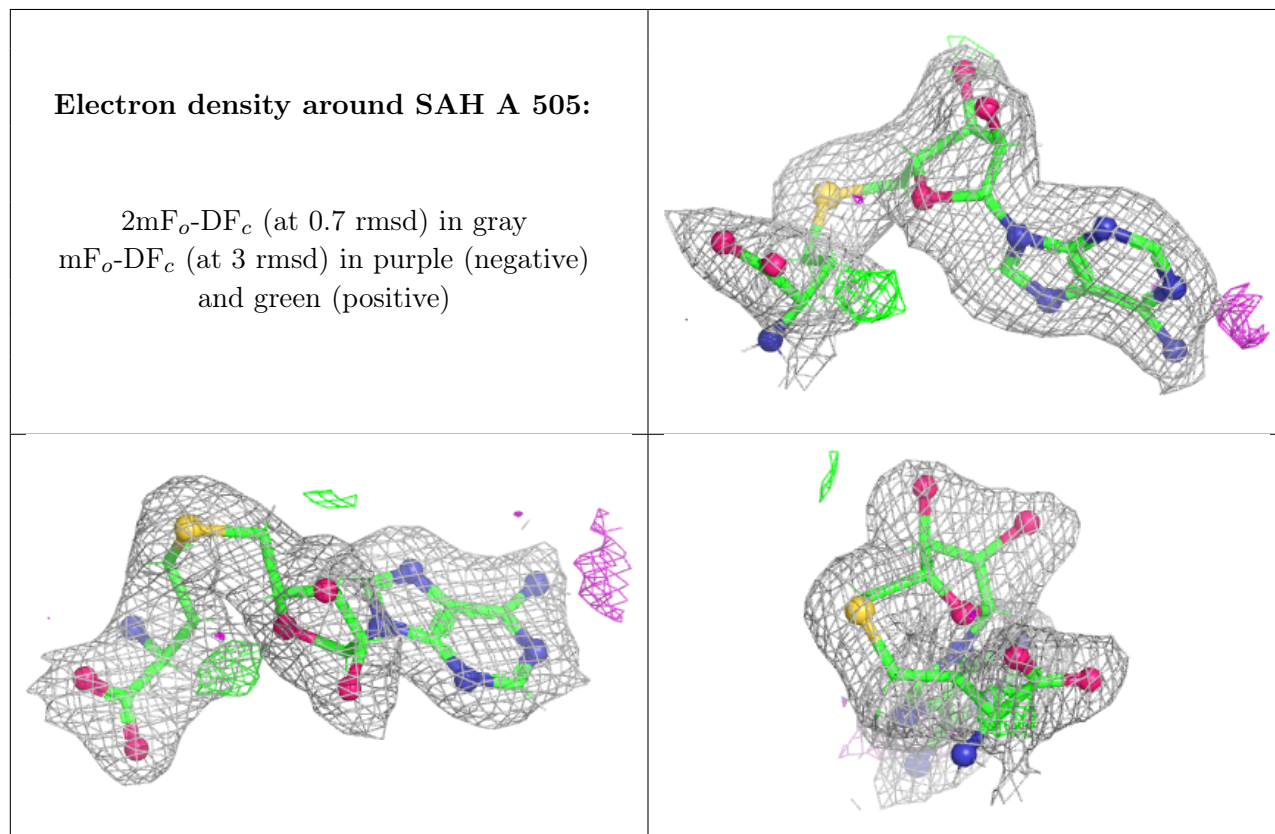 Electron density around SAH A 505:
2mFo-DFc (at 0.7 rmsd) in gray
mFo-DFc (at 3 rmsd) in purple (negative)
and green (positive)